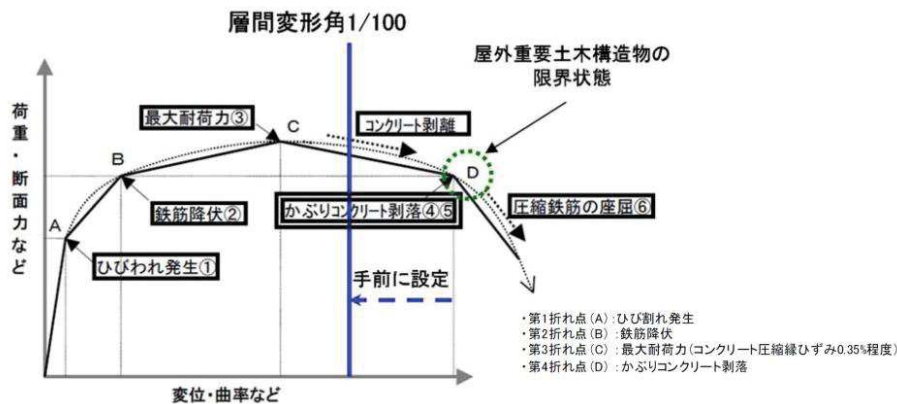 層間変形角1/100
屋外重要土木構造物の
限界状態
荷重・断面力など
最大耐荷力③
C
コンクリート剥離
B
D
鉄筋降伏②
かぶりコンクリート剥落④⑤
圧縮鉄筋の座屈⑥
A
ひびわれ発生①
手前に設定
変位・曲率など
・第1折れ点(A):ひび割れ発生
・第2折れ点(B):鉄筋降伏
・第3折れ点(C):最大耐荷力(コンクリート圧縮縁ひずみ0.35%程度)
・第4折れ点(D):かぶりコンクリート剥落